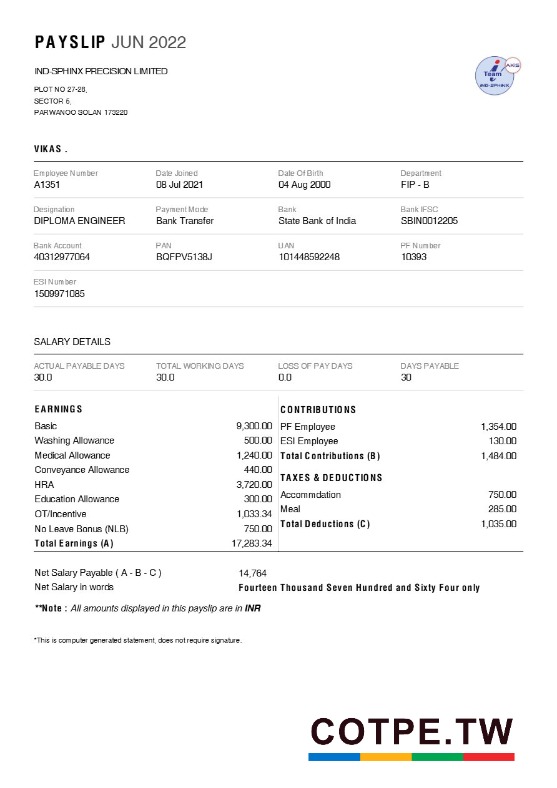 PAYSLIP JUN 2022
IND-SPHINX PRECISION LIMITED
PLOT NO 27-28,
SECTOR 5,
PARWANOO SOLAN 173220
AXIS
Team
IND-SPHINX
VIKAS .
Employee Number Date Joined Date Of Birth Department
A1351 08 Jul 2021 04 Aug 2000 FIP - B
Designation Payment Mode Bank Bank IFSC
DIPLOMA ENGINEER Bank Transfer State Bank of India SBIN0012205
Bank Account PAN UAN PF Number
40312977064 BQFPV5138J 101448592248 10393
ESI Number
1509971085
SALARY DETAILS
ACTUAL PAYABLE DAYS TOTAL WORKING DAYS LOSS OF PAY DAYS DAYS PAYABLE
30.0 30.0 0.0 30
EARNINGS
Basic 9,300.00
Washing Allowance 500.00
Medical Allowance 1,240.00
Conveyance Allowance 440.00
HRA 3,720.00
Education Allowance 300.00
OT/Incentive 1,033.34
No Leave Bonus (NLB) 750.00
Total Earnings (A) 17,283.34
CONTRIBUTIONS
PF Employee 1,354.00
ESI Employee 130.00
Total Contributions (B) 1,484.00
TAXES & DEDUCTIONS
Accommdation 750.00
Meal 285.00
Total Deductions (C) 1,035.00
Net Salary Payable ( A - B - C ) 14,764
Net Salary in words Fourteen Thousand Seven Hundred and Sixty Four only
**Note : All amounts displayed in this payslip are in INR
*This is computer generated statement, does not require signature.
COTPE.TW